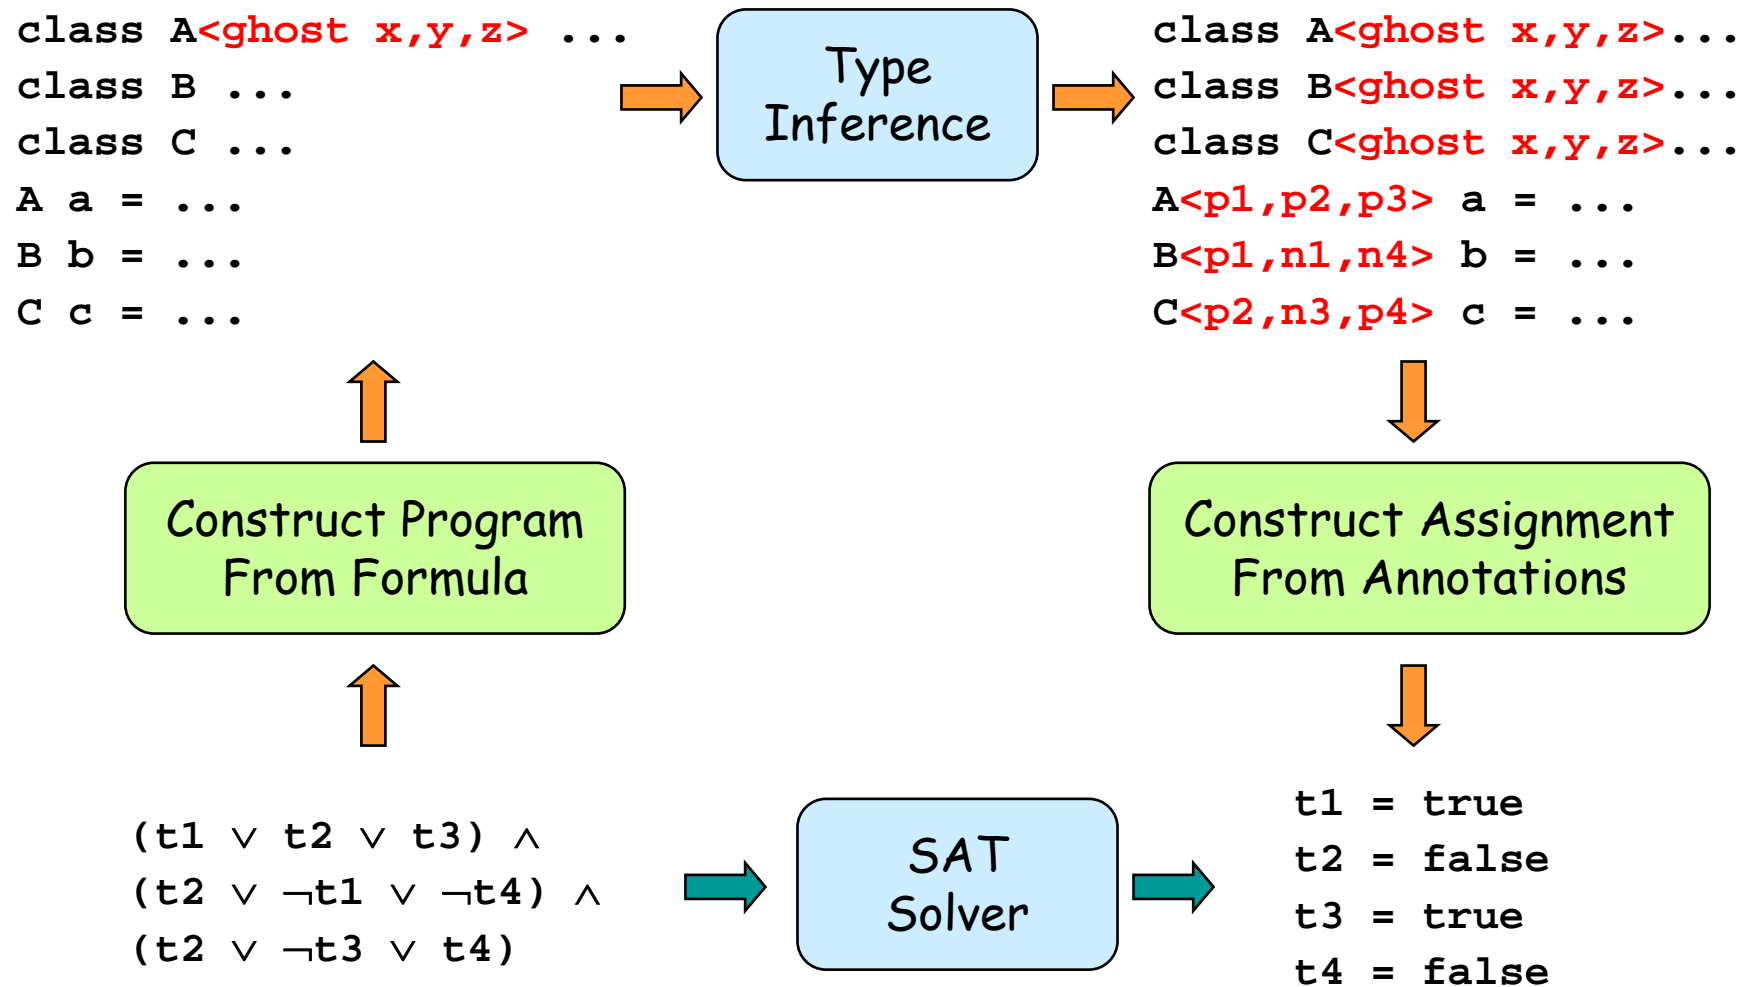 class A<ghost x,y,z> ...
class B ...
class C ...
A a = ...
B b = ...
C c = ...
Type
Inference
class A<ghost x,y,z>...
class B<ghost x,y,z>...
class C<ghost x,y,z>...
A<p1,p2,p3> a = ...
B<p1,n1,n4> b = ...
C<p2,n3,p4> c = ...
Construct Program
From Formula
Construct Assignment
From Annotations
(t1 ∨ t2 ∨ t3) ∧
(t2 ∨ ¬t1 ∨ ¬t4) ∧
(t2 ∨ ¬t3 ∨ t4)
SAT
Solver
t1 = true
t2 = false
t3 = true
t4 = false